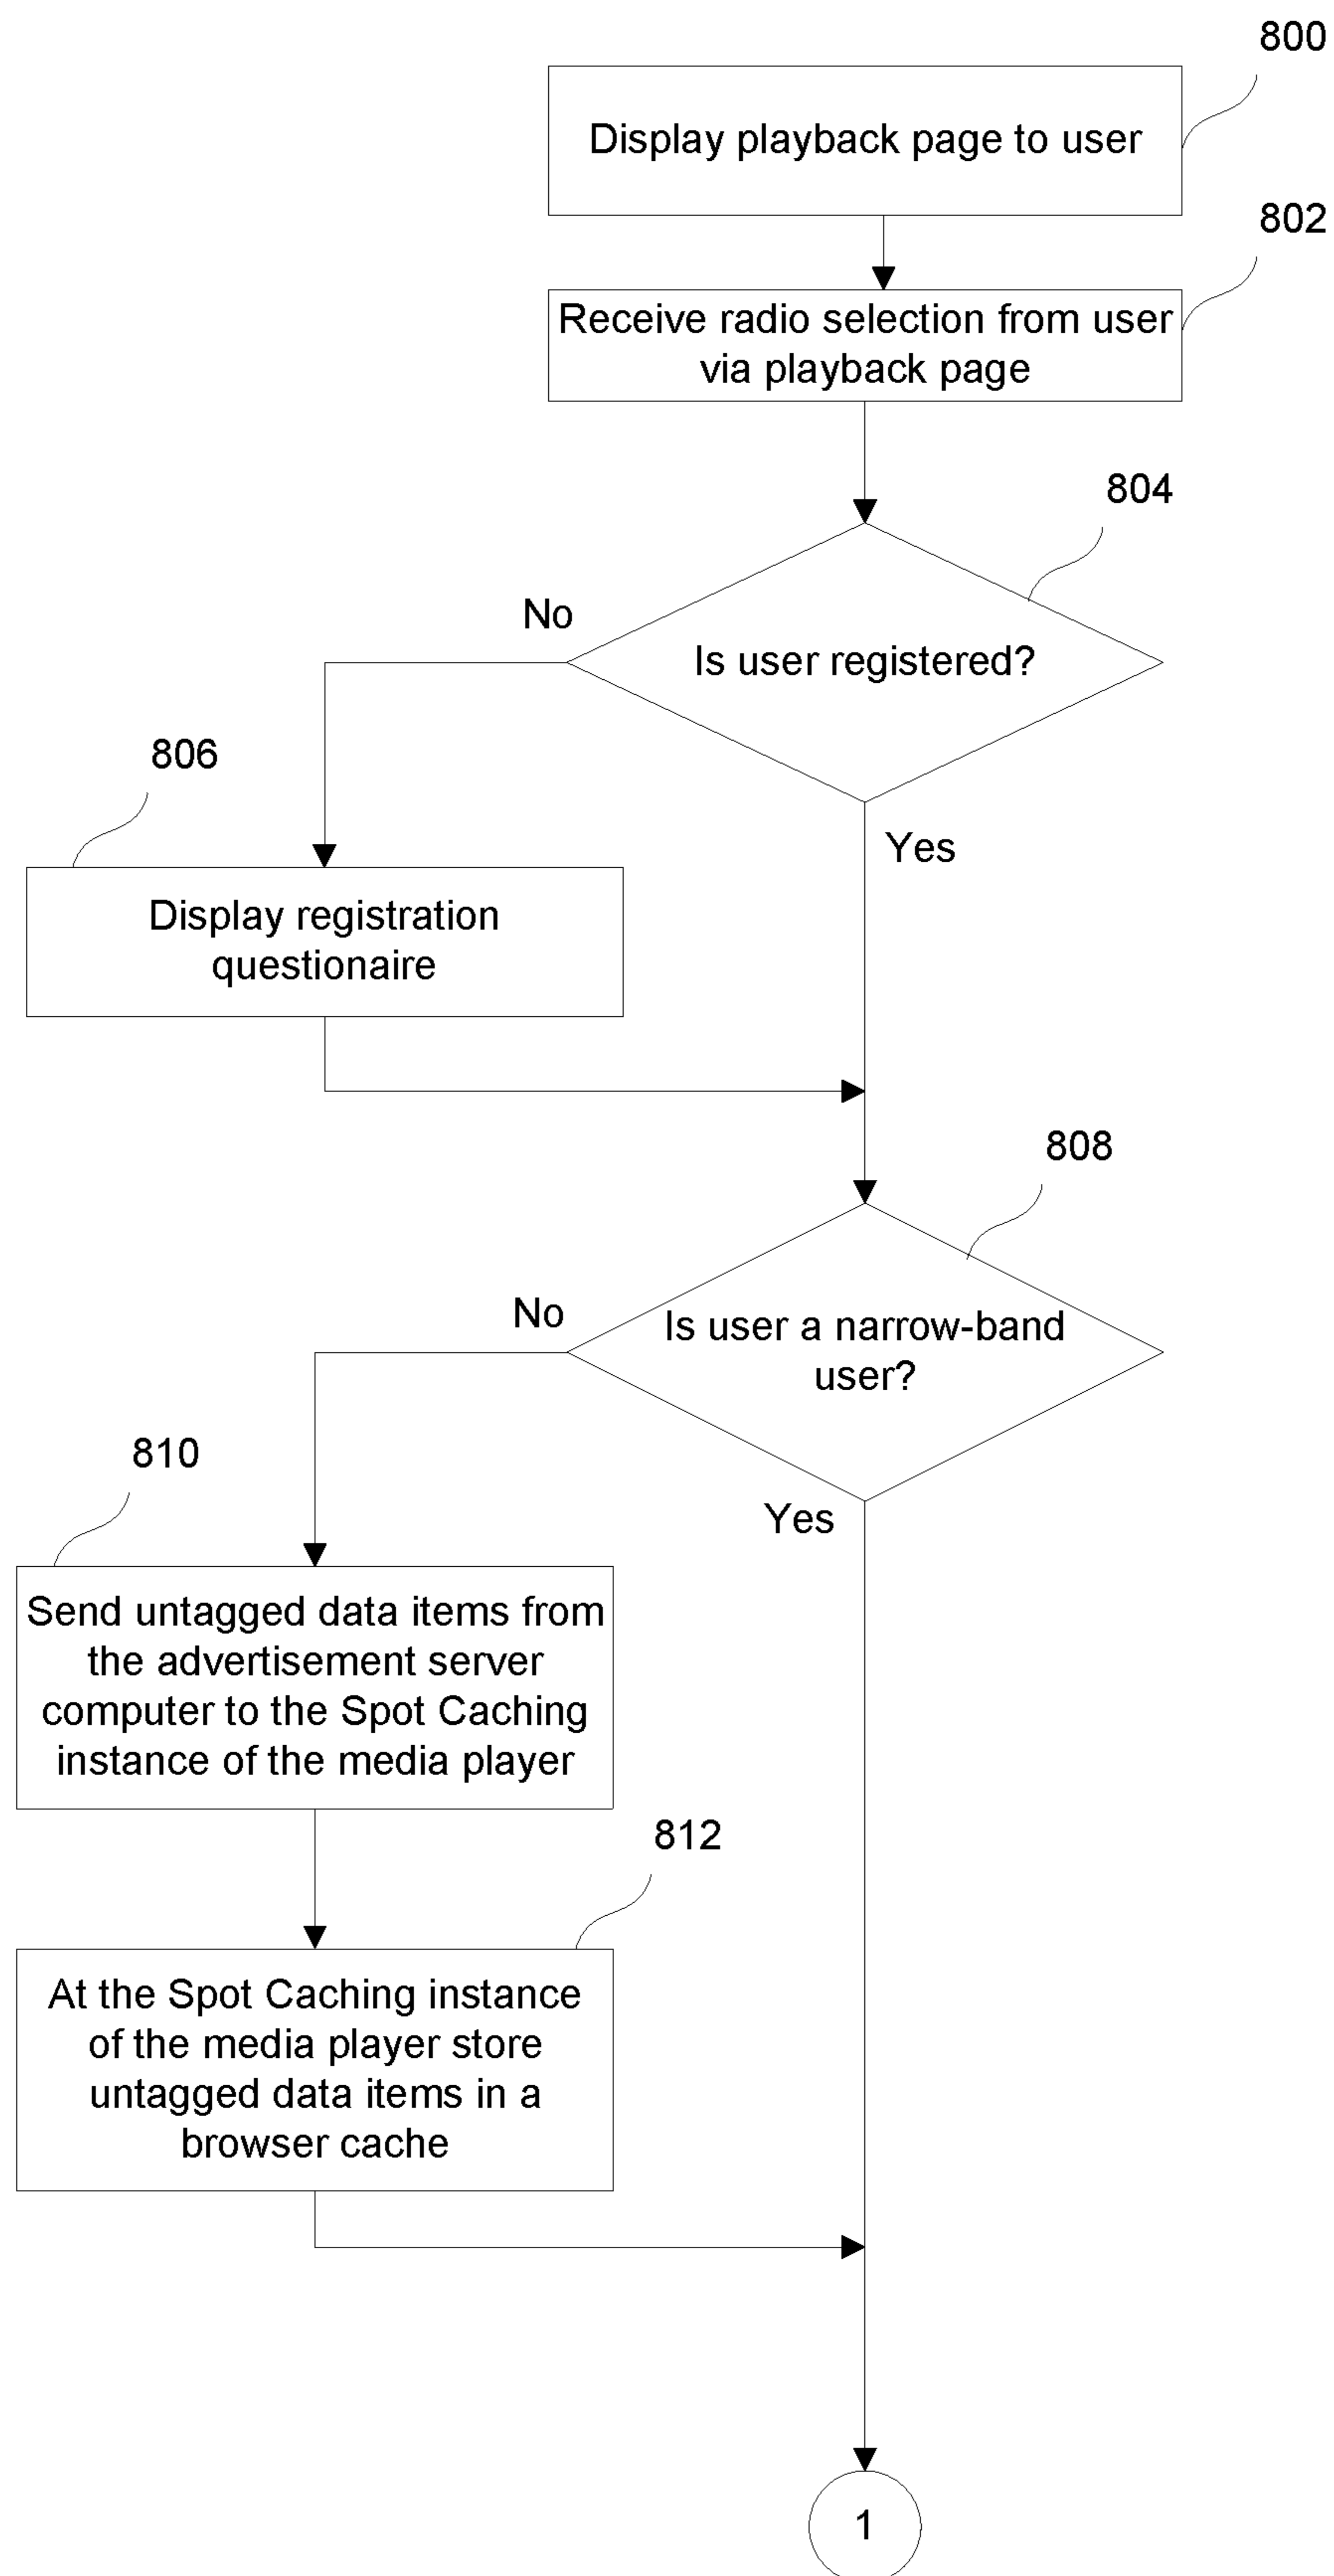 800
Display playback page to user
802
Receive radio selection from user
via playback page
804
No
Is user registered?
806
Yes
Display registration
questionaire
808
No
Is user a narrow-band
user?
810
Yes
Send untagged data items from
the advertisement server
computer to the Spot Caching
instance of the media player
812
At the Spot Caching instance
of the media player store
untagged data items in a
browser cache
1